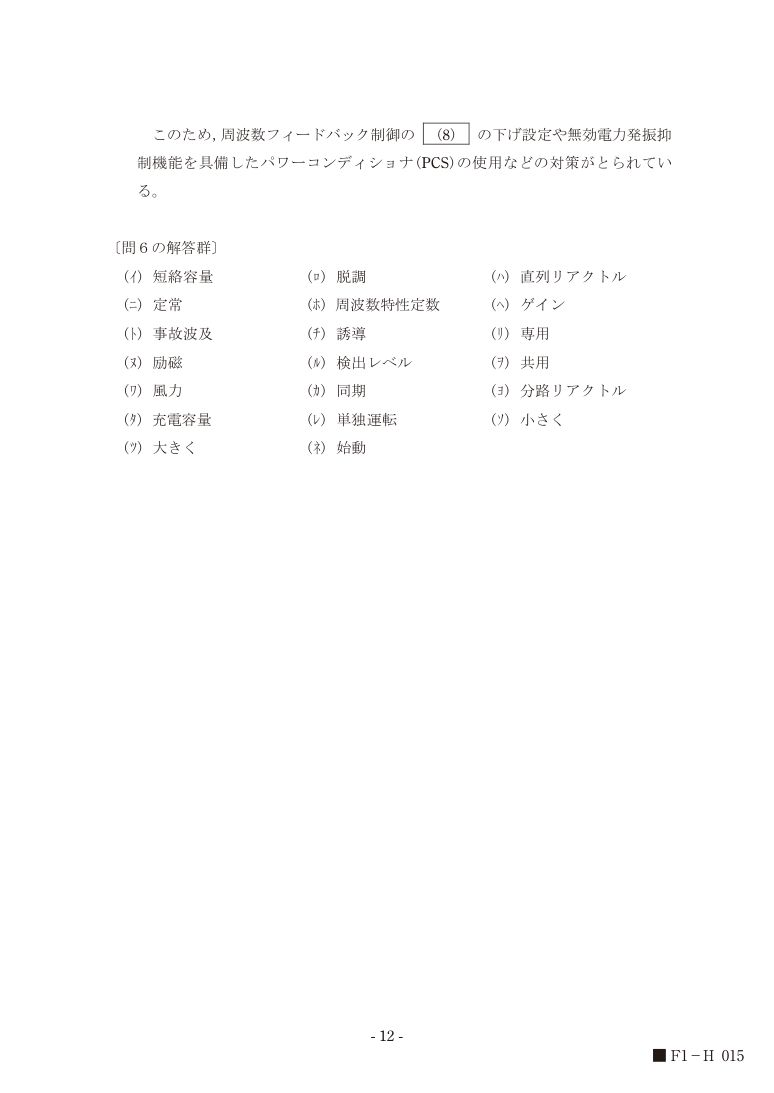 このため，周波数フィードバック制御の (8) の下げ設定や無効電力発振抑
制機能を具備したパワーコンディショナ(PCS)の使用などの対策がとられてい
る。
〔問６の解答群〕
(ｲ) 短絡容量 (ﾛ) 脱調 (ﾊ) 直列リアクトル
(ﾆ) 定常 (ﾎ) 周波数特性定数 (ﾍ) ゲイン
(ﾄ) 事故波及 (ﾁ) 誘導 (ﾘ) 専用
(ﾇ) 励磁 (ﾙ) 検出レベル (ｦ) 共用
(ﾜ) 風力 (ｶ) 同期 (ﾖ) 分路リアクトル
(ﾀ) 充電容量 (ﾚ) 単独運転 (ｿ) 小さく
(ﾂ) 大きく (ﾈ) 始動
- 12 -
■ F1－H 015